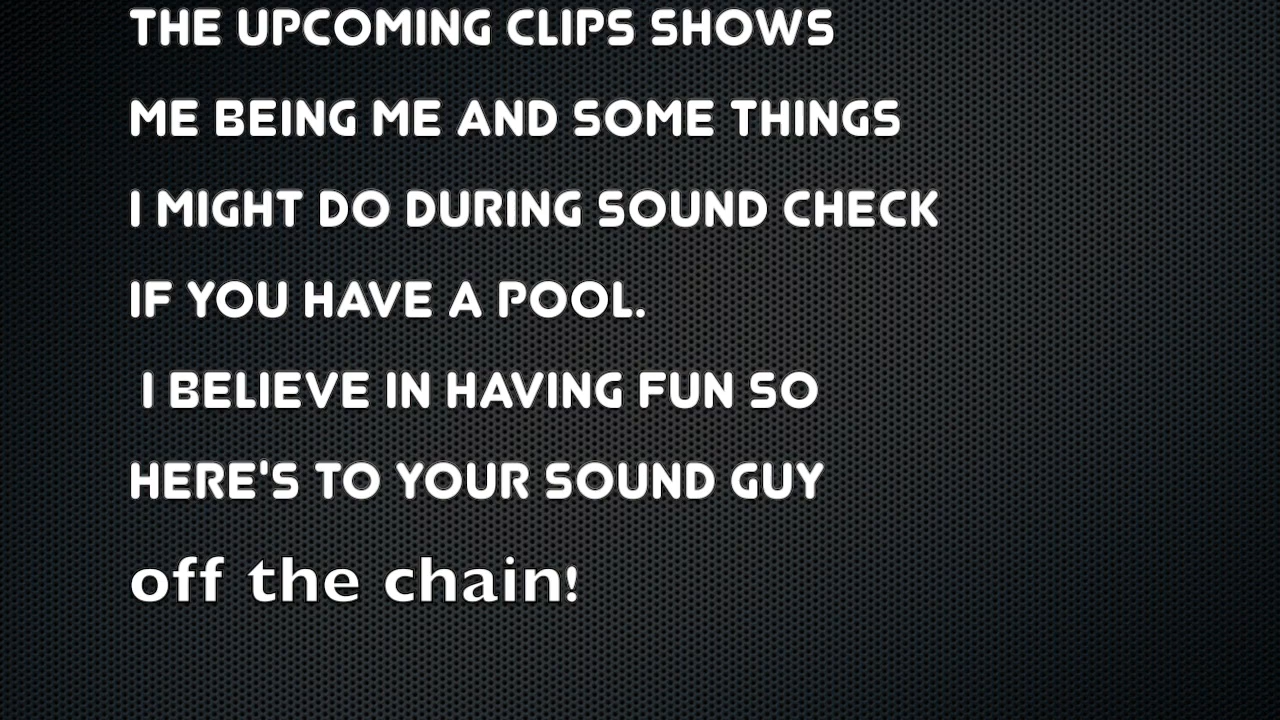 THE UPCOMING CLIPS SHOWS
ME BEING ME AND SOME THINGS
I MIGHT DO DURING SOUND CHECK
IF YOU HAVE A POOL.
I BELIEVE IN HAVING FUN SO
HERE'S TO YOUR SOUND GUY
off the chain!